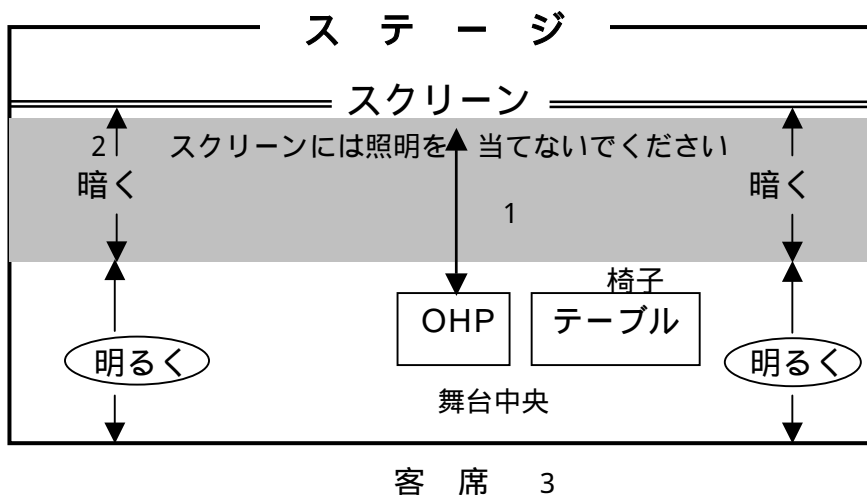 ステージ
スクリーン
2 スクリーンには照明を 当てないでください
暗く 暗く
1
椅子
OHP テーブル
明るく 明るく
舞台中央
客席 3